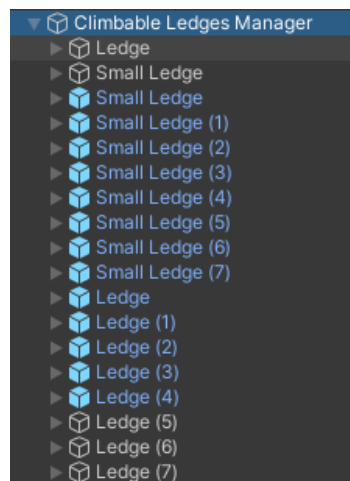 Climbable Ledges Manager
Ledge
Small Ledge
Small Ledge
Small Ledge (1)
Small Ledge (2)
Small Ledge (3)
Small Ledge (4)
Small Ledge (5)
Small Ledge (6)
Small Ledge (7)
Ledge
Ledge (1)
Ledge (2)
Ledge (3)
Ledge (4)
Ledge (5)
Ledge (6)
Ledge (7)